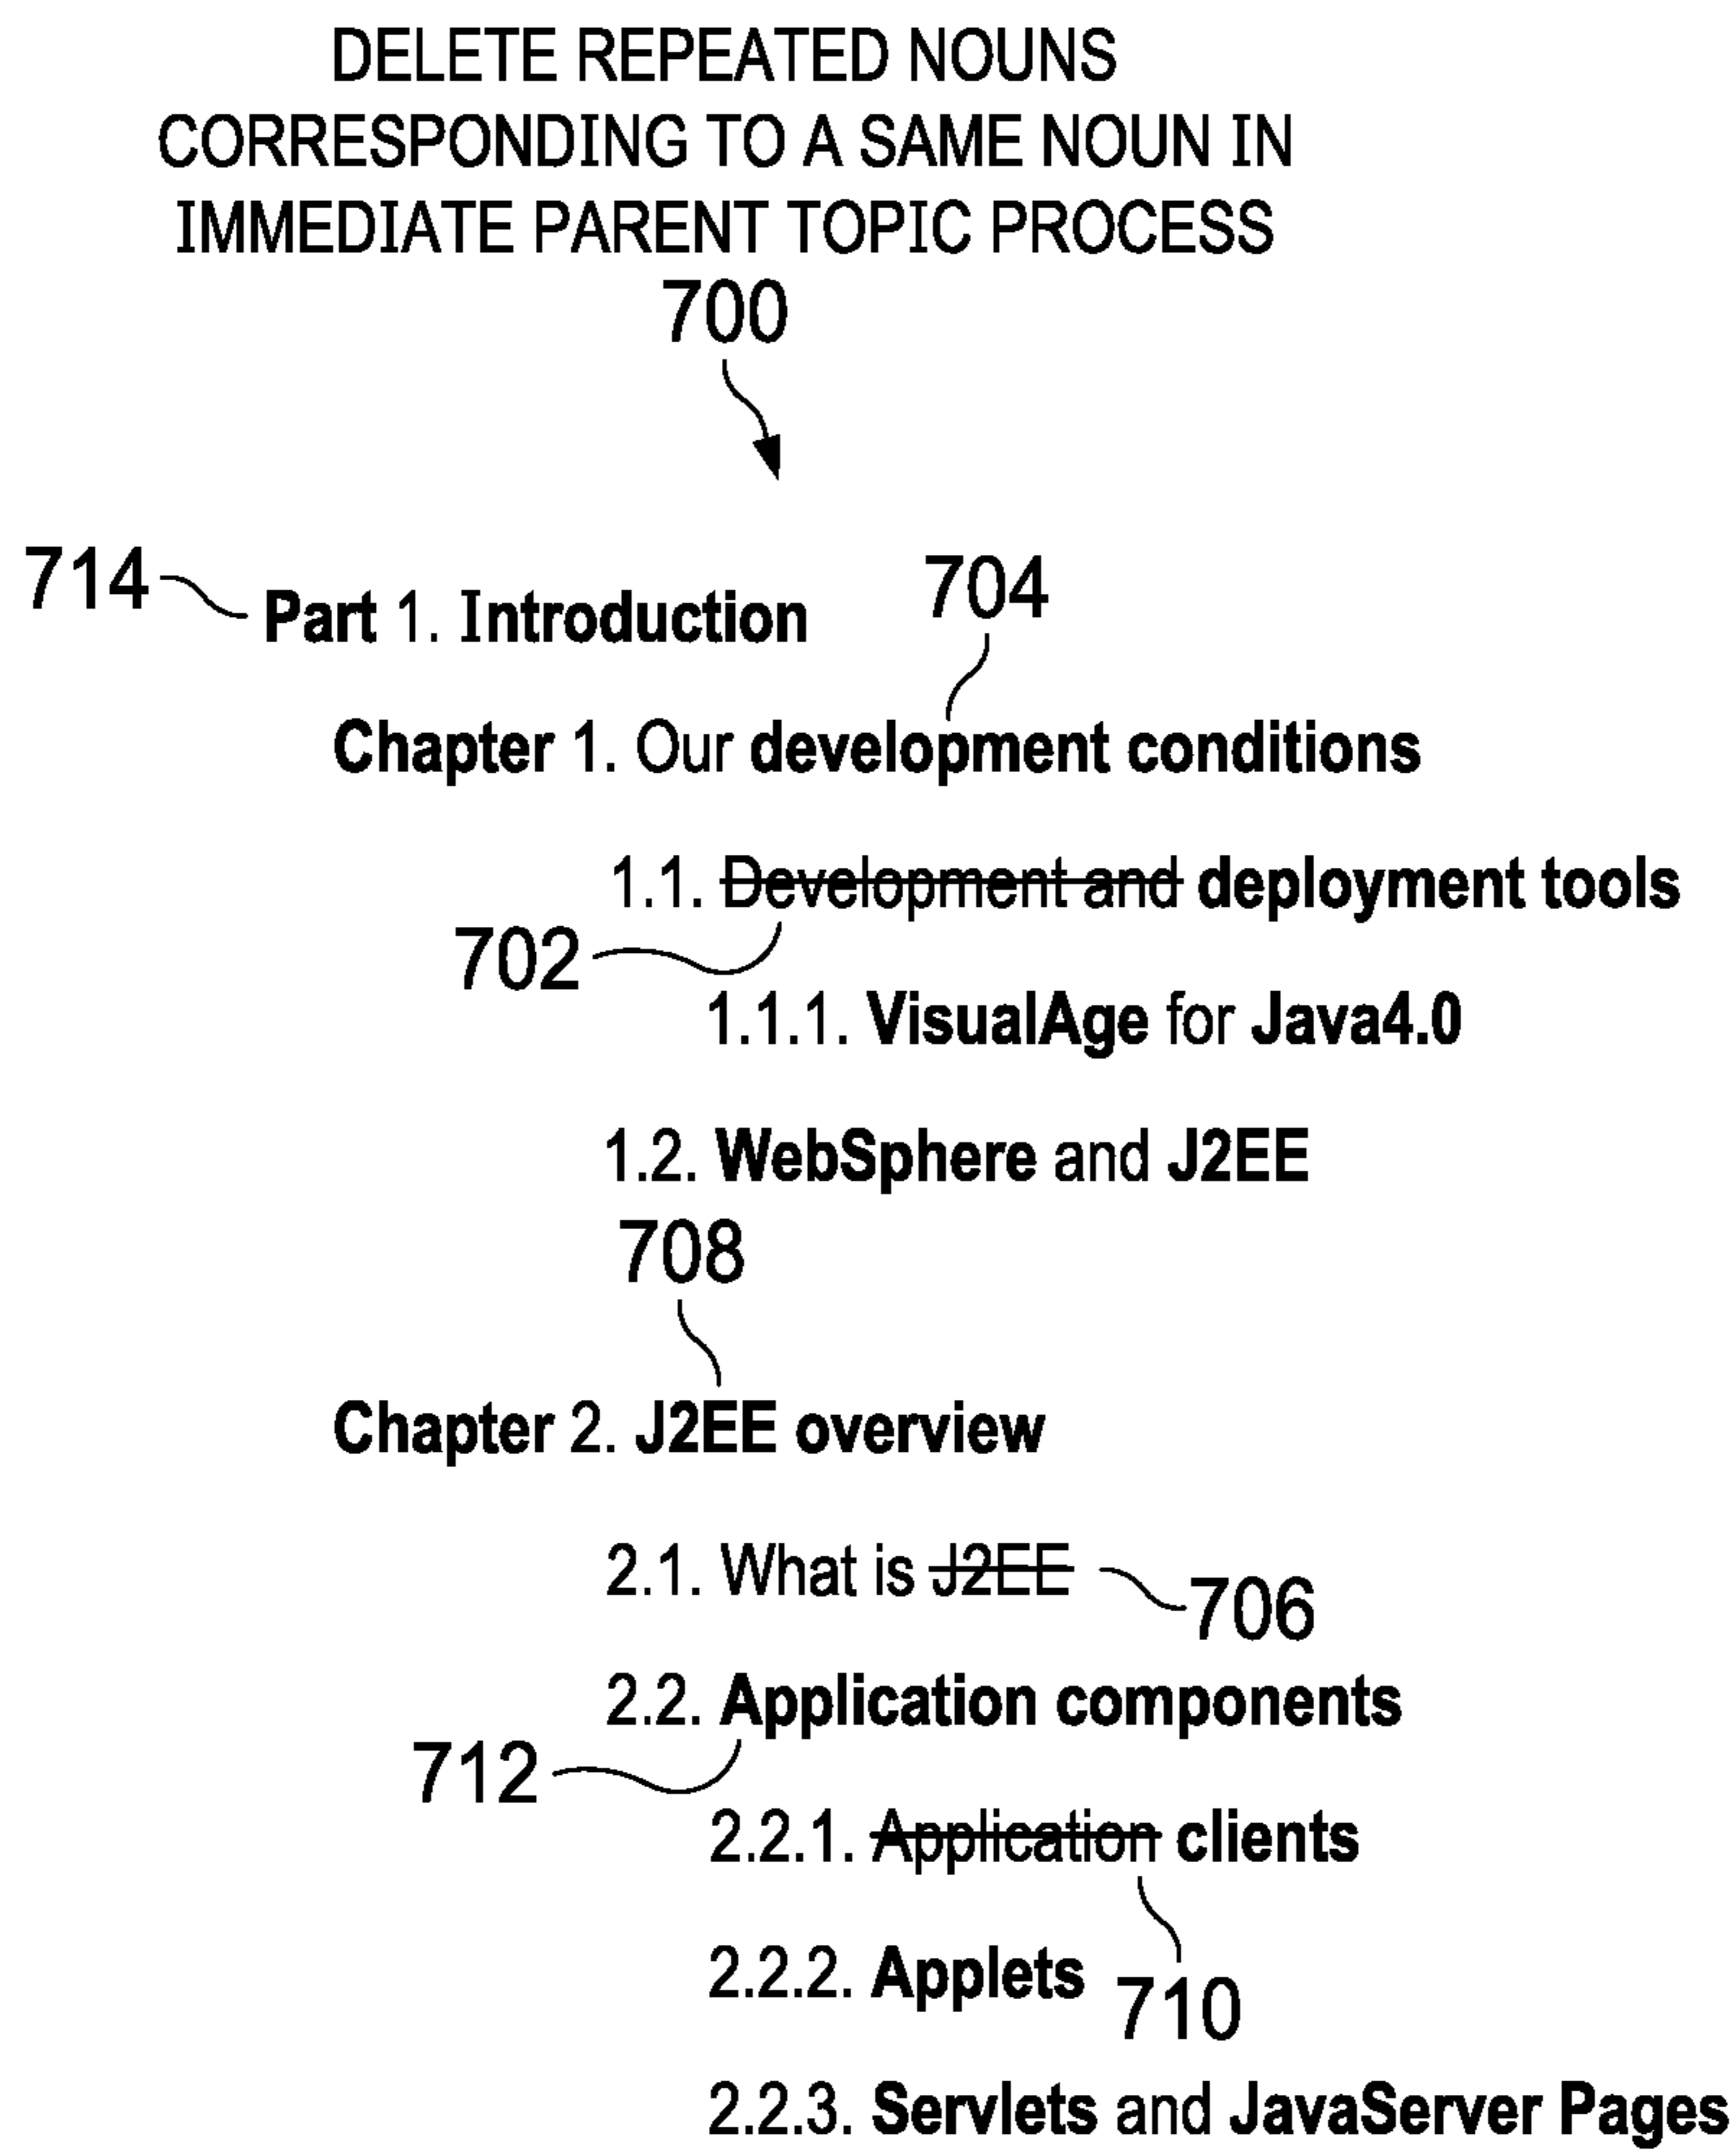 DELETE REPEATED NOUNS
CORRESPONDING TO A SAME NOUN IN
IMMEDIATE PARENT TOPIC PROCESS
700
714
704
Part 1. Introduction
Chapter 1. Our development conditions
1.1. Development and deployment tools
702
1.1.1. VisualAge for Java4.0
1.2. WebSphere and J2EE
708
Chapter 2. J2EE overview
2.1. What is J2EE
706
2.2. Application components
712
2.2.1. Application clients
2.2.2. Applets
710
2.2.3. Servlets and JavaServer Pages